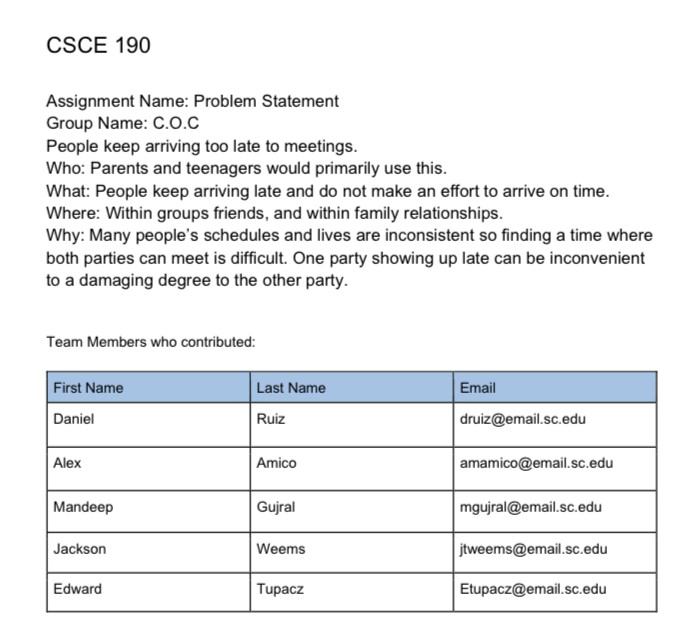 CSCE 190
Assignment Name: Problem Statement
Group Name: C.O.C
People keep arriving too late to meetings.
Who: Parents and teenagers would primarily use this.
What: People keep arriving late and do not make an effort to arrive on time.
Where: Within groups friends, and within family relationships.
Why: Many people's schedules and lives are inconsistent so finding a time where
both parties can meet is difficult. One party showing up late can be inconvenient
to a damaging degree to the other party.
Team Members who contributed:
First Name Last Name Email
Daniel Ruiz druiz@email.sc.edu
Alex Amico amamico@email.sc.edu
Mandeep Gujral mgujral@email.sc.edu
Jackson Weems jtweems@email.sc.edu
Edward Tupacz Etupacz@email.sc.edu